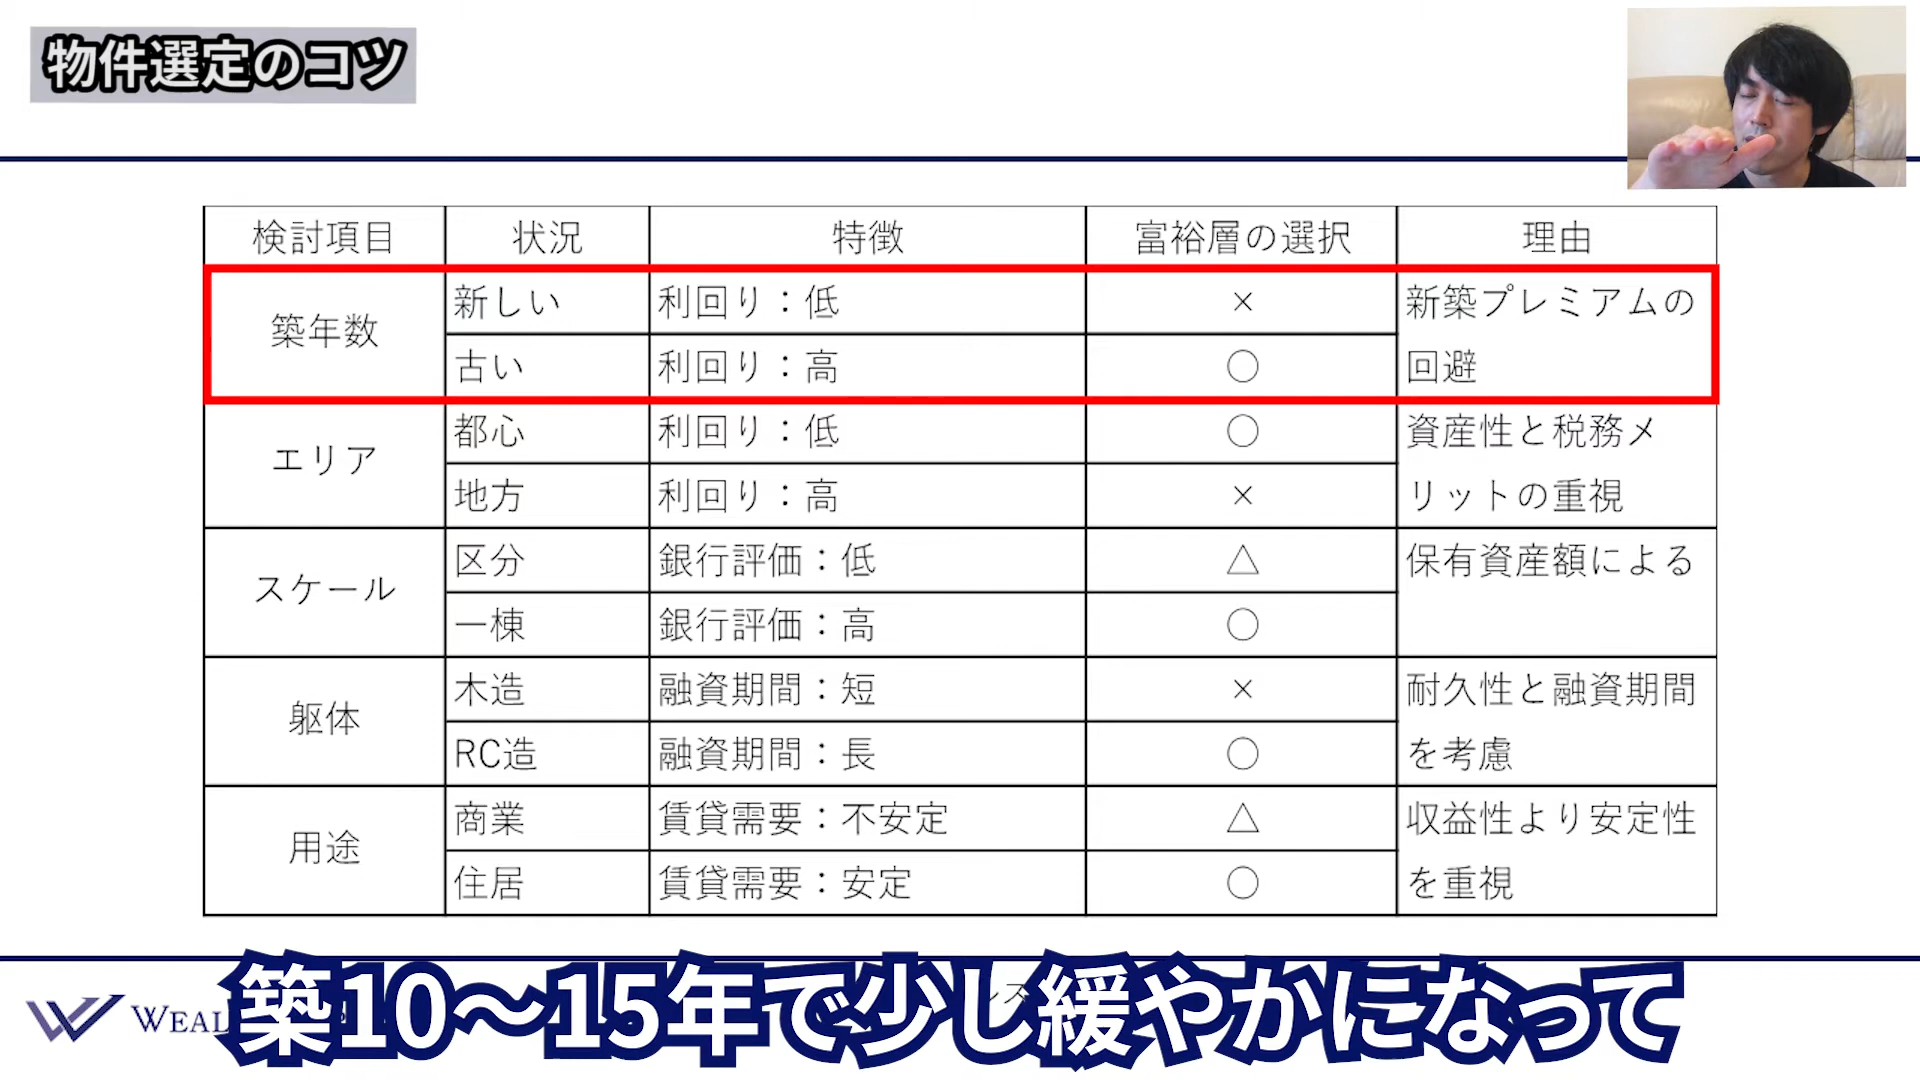 物件選定のコツ
検討項目 状況 特徴 富裕層の選択 理由
築年数 新しい 利回り：低 × 新築プレミアムの
古い 利回り：高 ○ 回避
エリア 都心 利回り：低 ○ 資産性と税務メ
地方 利回り：高 × リットの重視
スケール 区分 銀行評価：低 △ 保有資産額による
一棟 銀行評価：高 ○
躯体 木造 融資期間：短 × 耐久性と融資期間
RC造 融資期間：長 ○ を考慮
用途 商業 賃貸需要：不安定 △ 収益性より安定性
住居 賃貸需要：安定 ○ を重視
築10〜15年で少し緩やかになって